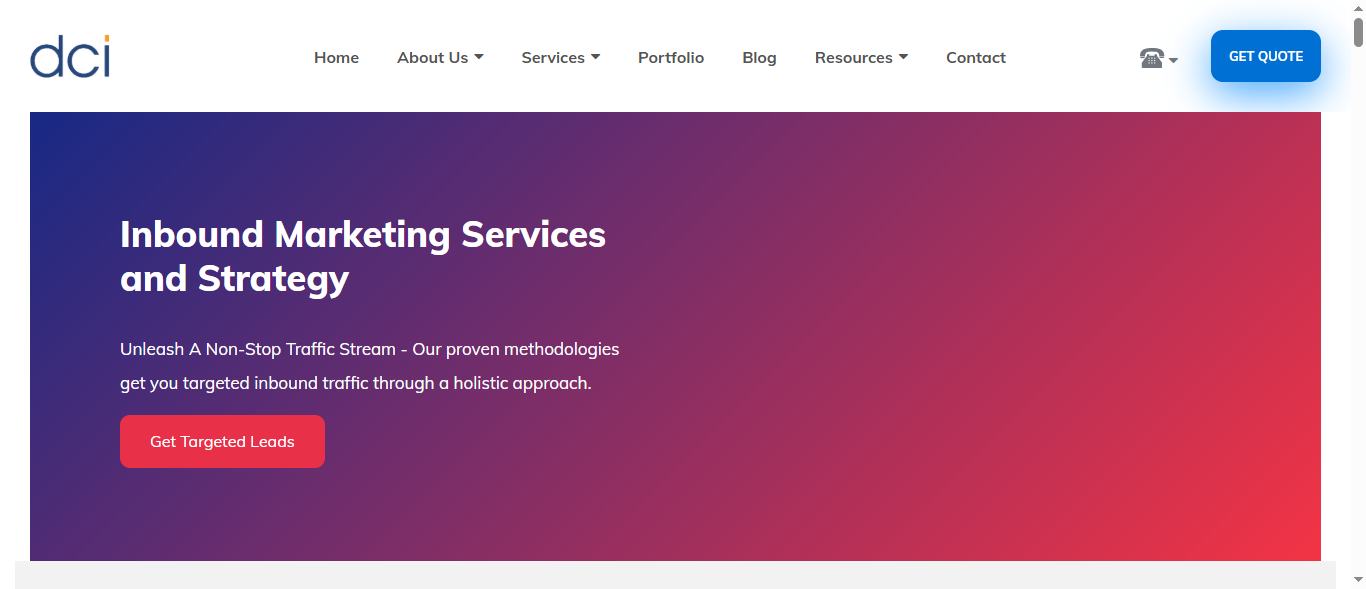 dci
Home
About Us
Services
Portfolio
Blog
Resources
Contact
GET QUOTE
Inbound Marketing Services
and Strategy
Unleash A Non-Stop Traffic Stream - Our proven methodologies
get you targeted inbound traffic through a holistic approach.
Get Targeted Leads